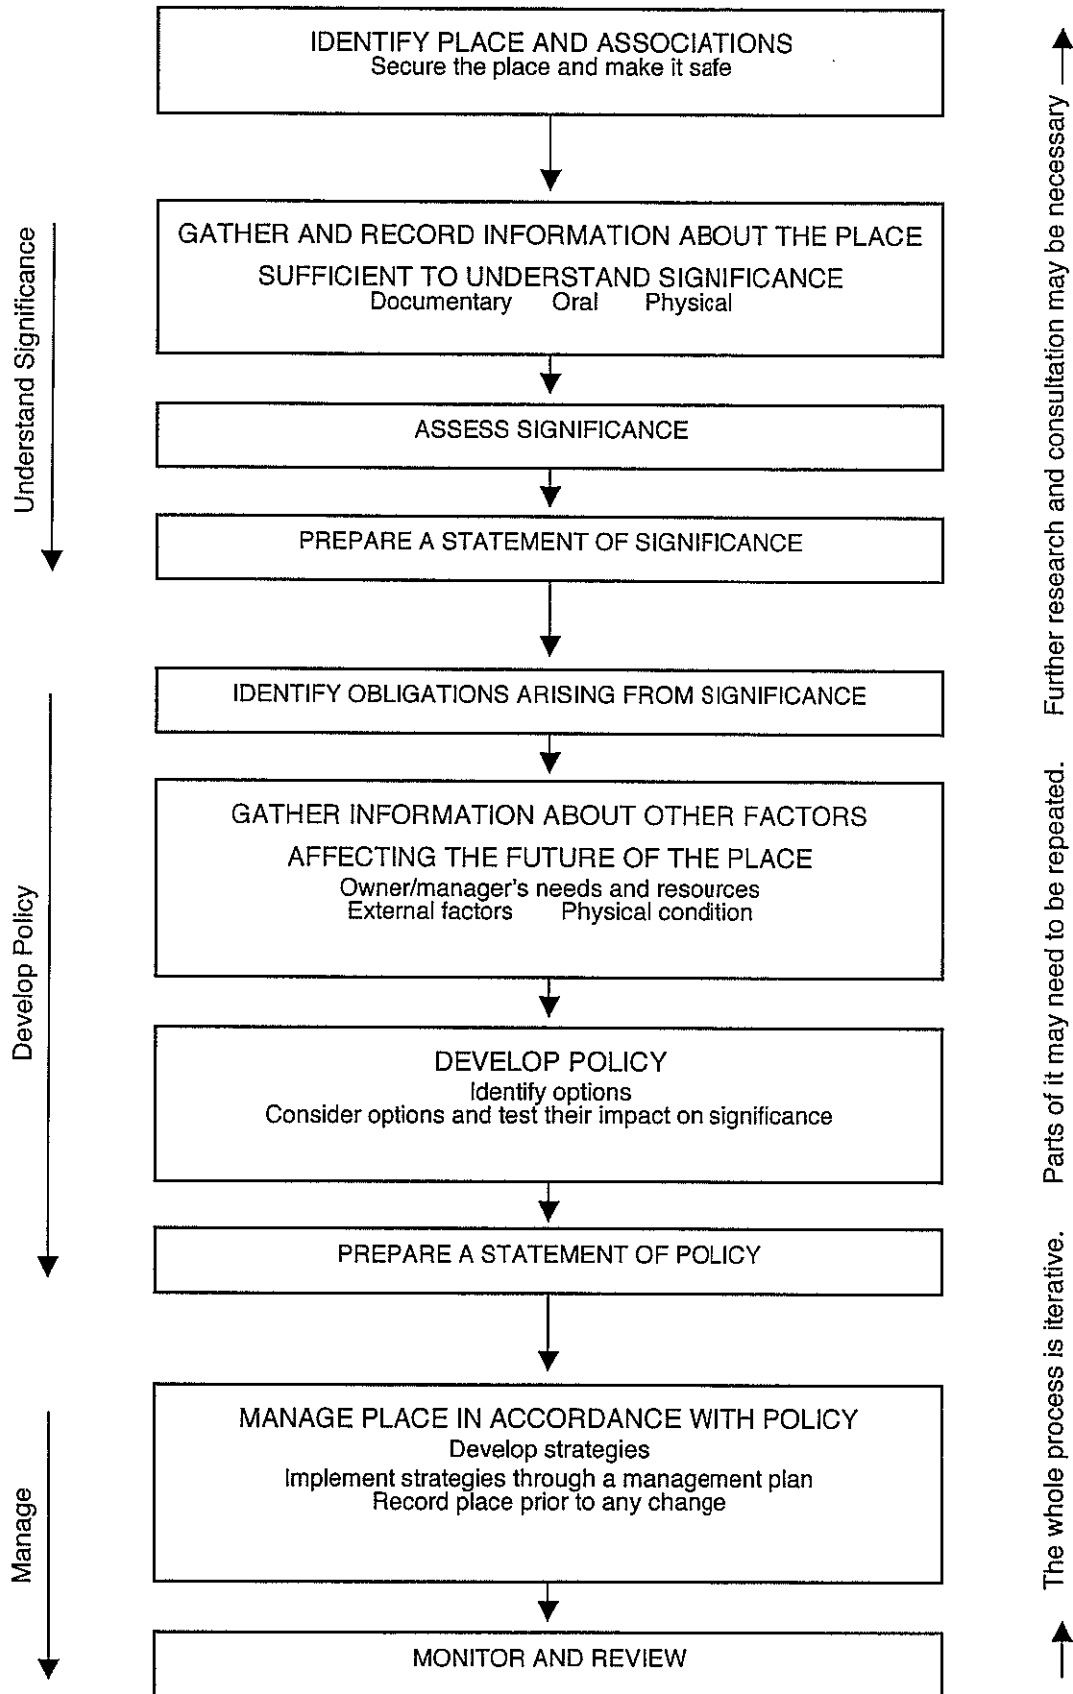 IDENTIFY PLACE AND ASSOCIATIONS
Secure the place and make it safe
GATHER AND RECORD INFORMATION ABOUT THE PLACE
SUFFICIENT TO UNDERSTAND SIGNIFICANCE
Documentary Oral Physical
ASSESS SIGNIFICANCE
PREPARE A STATEMENT OF SIGNIFICANCE
IDENTIFY OBLIGATIONS ARISING FROM SIGNIFICANCE
GATHER INFORMATION ABOUT OTHER FACTORS
AFFECTING THE FUTURE OF THE PLACE
Owner/manager's needs and resources
External factors Physical condition
DEVELOP POLICY
Identify options
Consider options and test their impact on significance
PREPARE A STATEMENT OF POLICY
MANAGE PLACE IN ACCORDANCE WITH POLICY
Develop strategies
Implement strategies through a management plan
Record place prior to any change
MONITOR AND REVIEW
Understand Significance
Develop Policy
Manage
The whole process is iterative. Parts of it may need to be repeated. Further research and consultation may be necessary